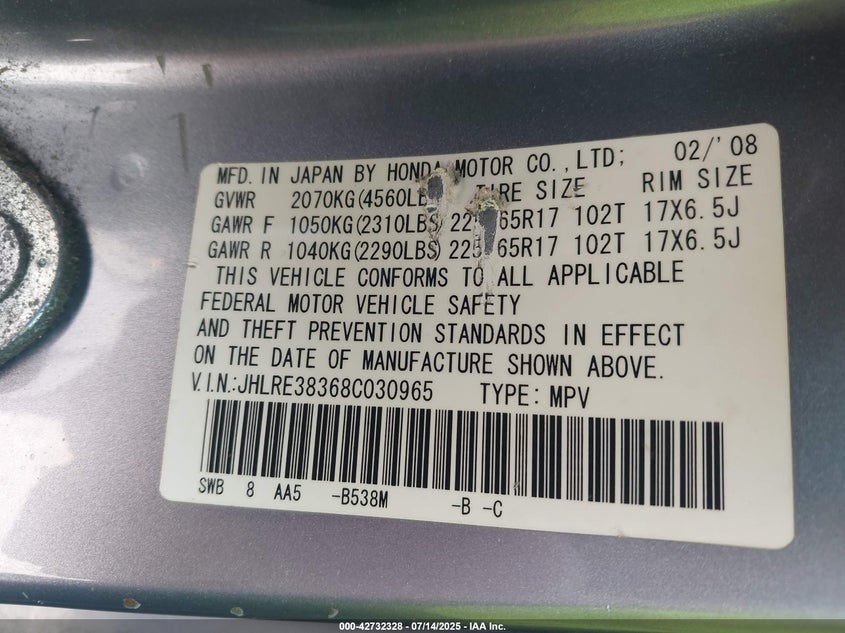 MFD. IN JAPAN BY HONDA MOTOR CO.,LTD; 02/'08
GVWR 2070KG(4560LBS) TIRE SIZE RIM SIZE
GAWR F 1050KG(2310LBS) 225/65R17 102T 17X6.5J
GAWR R 1040KG(2290LBS) 225/65R17 102T 17X6.5J
THIS VEHICLE CONFORMS TO ALL APPLICABLE
FEDERAL MOTOR VEHICLE SAFETY
AND THEFT PREVENTION STANDARDS IN EFFECT
ON THE DATE OF MANUFACTURE SHOWN ABOVE.
V.I.N.:JHLRE38368C030965 TYPE: MPV
SWB 8 AA5 -B538M -B -C
000-42732328 - 07/14/2025 - IAA Inc.